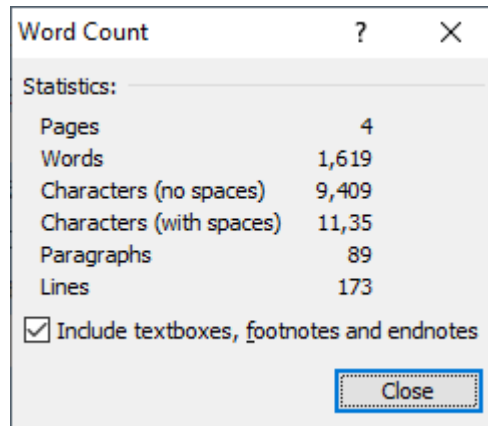 Word Count ? X
Statistics:
Pages 4
Words 1,619
Characters (no spaces) 9,409
Characters (with spaces) 11,35
Paragraphs 89
Lines 173
Include textboxes, footnotes and endnotes
Close